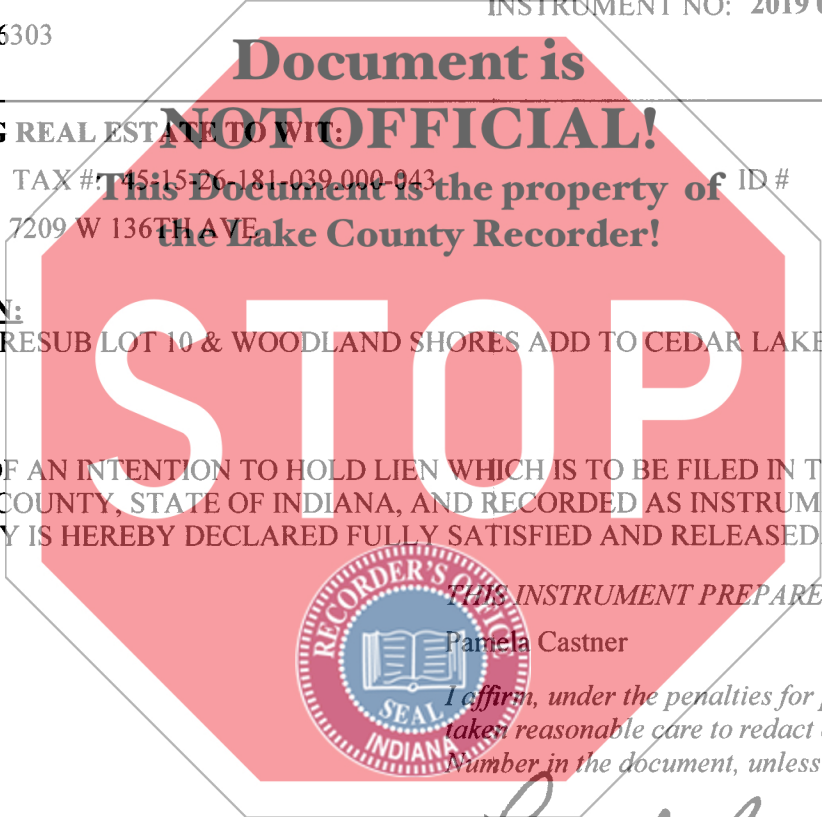 INSTRUMENT NO: 2019
6303
Document is
NOT OFFICIAL!
REAL ESTATE TO WIT:
TAX #: 45-15-26-181-039.000-043 ID #
This Document is the property of
7209 W 136TH AVE
the Lake County Recorder!
N:
RESUB LOT 10 & WOODLAND SHORES ADD TO CEDAR LAKE
STOP
OF AN INTENTION TO HOLD LIEN WHICH IS TO BE FILED IN T
COUNTY, STATE OF INDIANA, AND RECORDED AS INSTRUM
Y IS HEREBY DECLARED FULLY SATISFIED AND RELEASED
RECORDER'S OFFICE
THIS INSTRUMENT PREPARE
Pamela Castner
I affirm, under the penalties for
SEAL
taken reasonable care to redact
INDIANA
Number in the document, unless